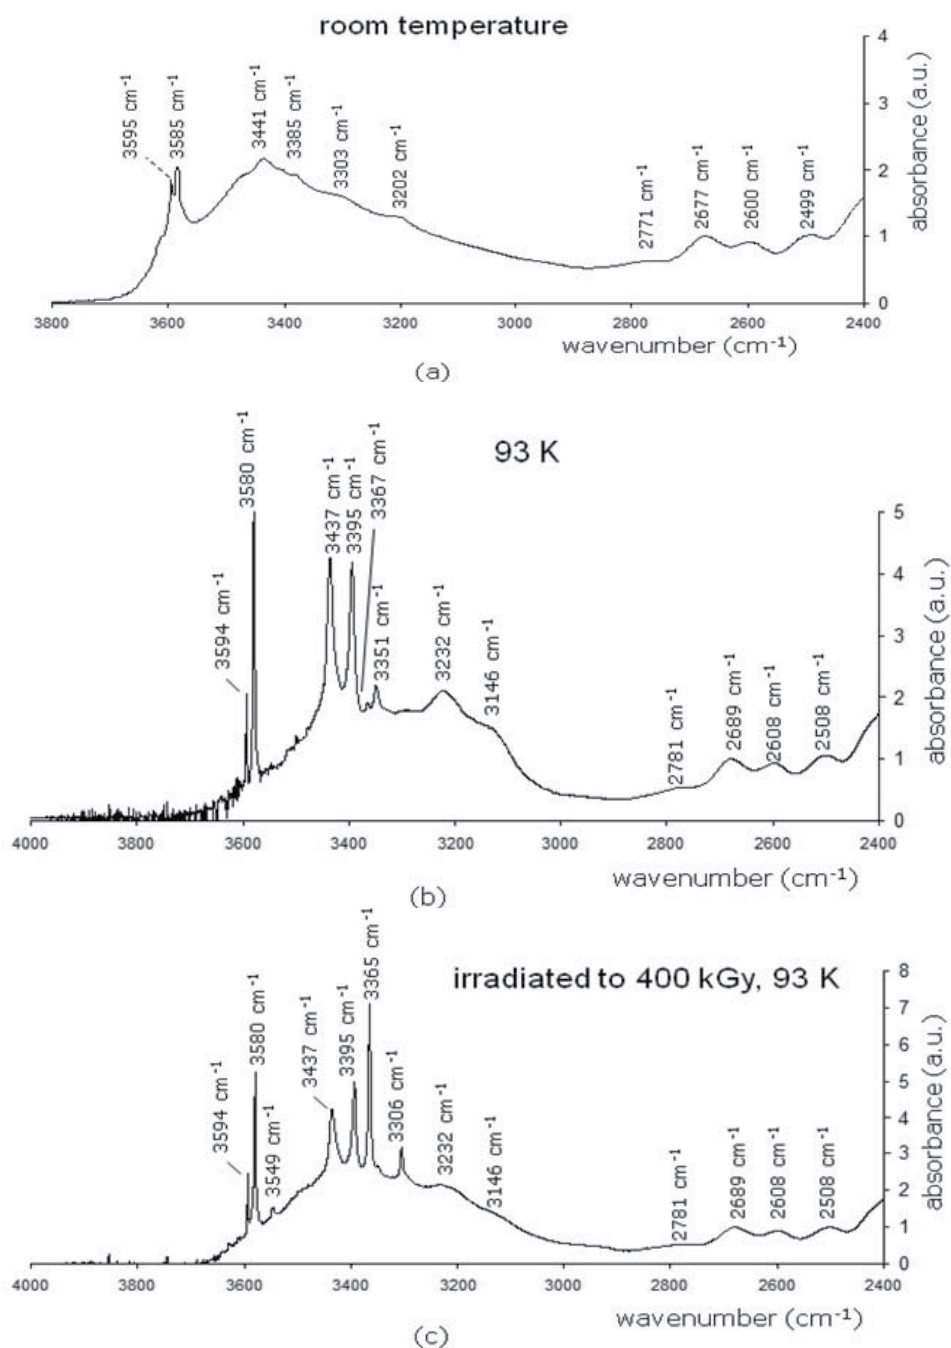 room temperature
3595 cm-1
3585 cm-1
3441 cm-1
3385 cm-1
3303 cm-1
3202 cm-1
2771 cm-1
2677 cm-1
2600 cm-1
2499 cm-1
absorbance (a.u.)
4
3
2
1
0
3800 3600 3400 3200 3000 2800 2600 2400
wavenumber (cm-1)
(a)
93 K
3594 cm-1
3580 cm-1
3437 cm-1
3395 cm-1
3367 cm-1
3351 cm-1
3232 cm-1
3146 cm-1
2781 cm-1
2689 cm-1
2608 cm-1
2508 cm-1
absorbance (a.u.)
5
4
3
2
1
0
4000 3800 3600 3400 3200 3000 2800 2600 2400
wavenumber (cm-1)
(b)
irradiated to 400 kGy, 93 K
3594 cm-1
3580 cm-1
3549 cm-1
3437 cm-1
3395 cm-1
3365 cm-1
3306 cm-1
3232 cm-1
3146 cm-1
2781 cm-1
2689 cm-1
2608 cm-1
2508 cm-1
absorbance (a.u.)
8
7
6
5
4
3
2
1
0
4000 3800 3600 3400 3200 3000 2800 2600 2400
wavenumber (cm-1)
(c)